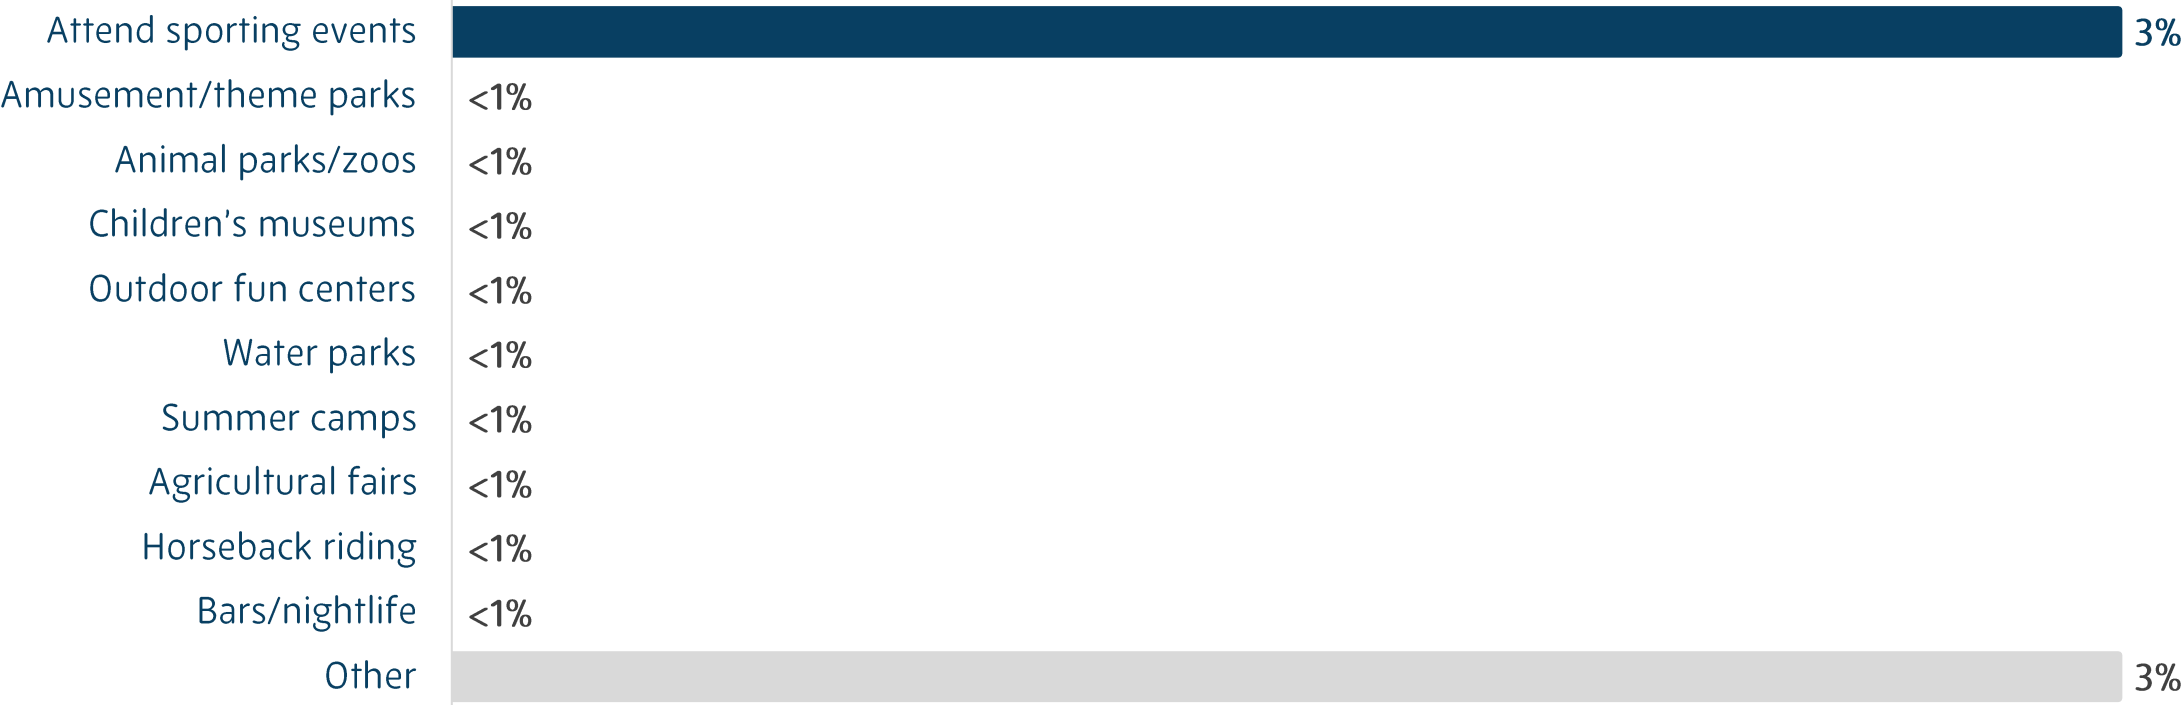 Attend sporting events 3%
Amusement/theme parks <1%
Animal parks/zoos <1%
Children's museums <1%
Outdoor fun centers <1%
Water parks <1%
Summer camps <1%
Agricultural fairs <1%
Horseback riding <1%
Bars/nightlife <1%
Other 3%